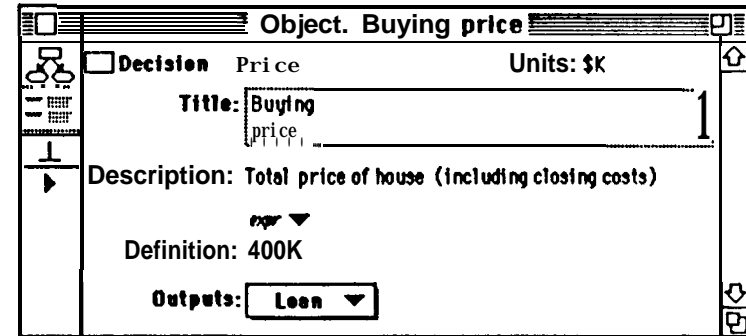 Object. Buying price
Decision Price Units: $K
Title: Buying
price
Description: Total price of house (including closing costs)
expr
Definition: 400K
Outputs: Loan